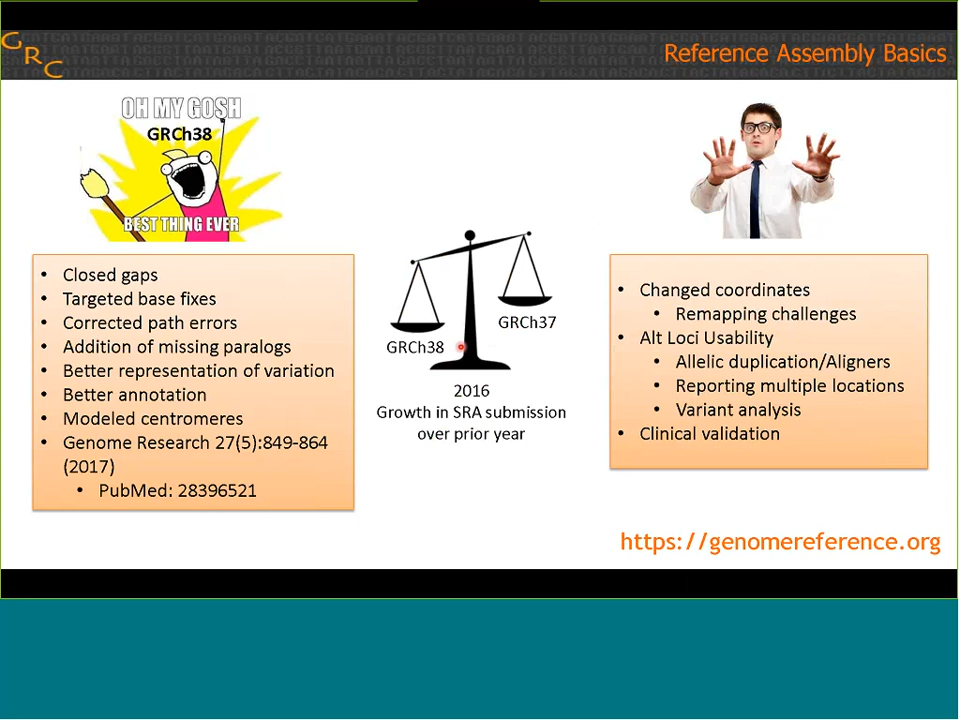 GRC
Reference Assembly Basics
OH MY GOSH
GRCh38
BEST THING EVER
• Closed gaps
• Targeted base fixes
• Corrected path errors
• Addition of missing paralogs
• Better representation of variation
• Better annotation
• Modeled centromeres
• Genome Research 27(5):849-864
(2017)
• PubMed: 28396521
GRCh38
GRCh37
2016
Growth in SRA submission
over prior year
• Changed coordinates
• Remapping challenges
• Alt Loci Usability
• Allelic duplication/Aligners
• Reporting multiple locations
• Variant analysis
• Clinical validation
https://genomereference.org